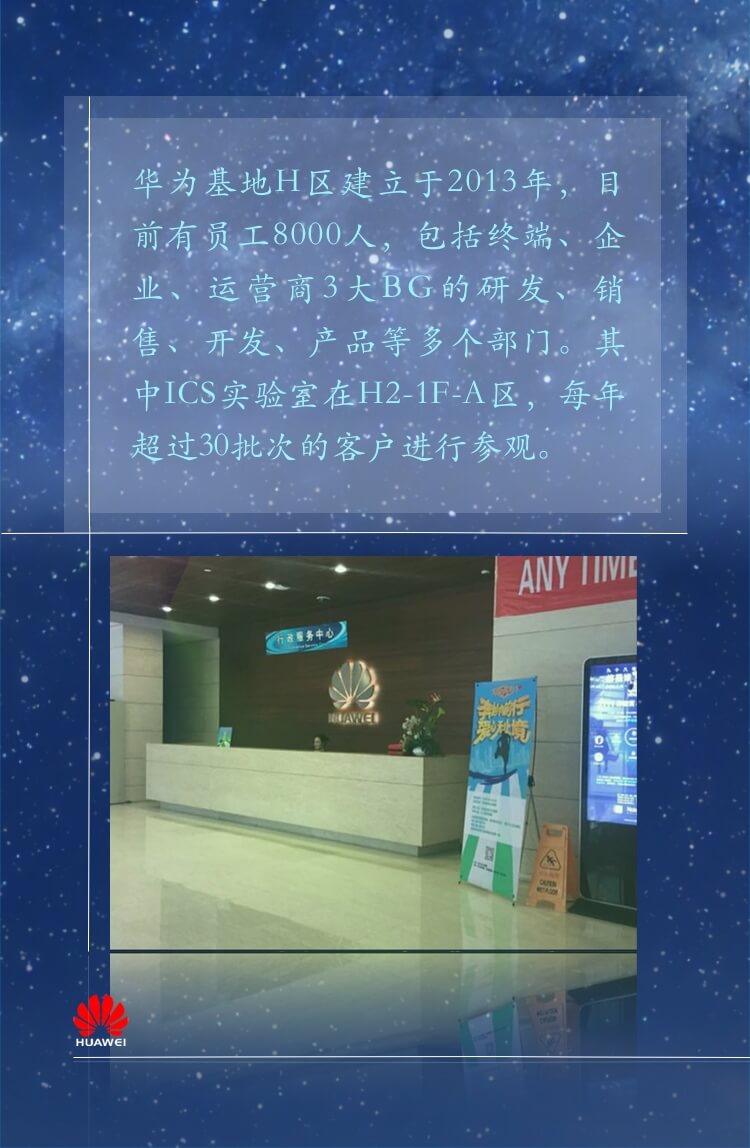 华为基地H区建立于2013年，目
前有员工8000人，包括终端、企
业、运营商3大BG的研发、销
售、开发、产品等多个部门。其
中ICS实验室在H2-1F-A区，每年
超过30批次的客户进行参观。
ANY TIME
行政服务中心
HUAWEI
CAUTION
WET FLOOR
HUAWEI